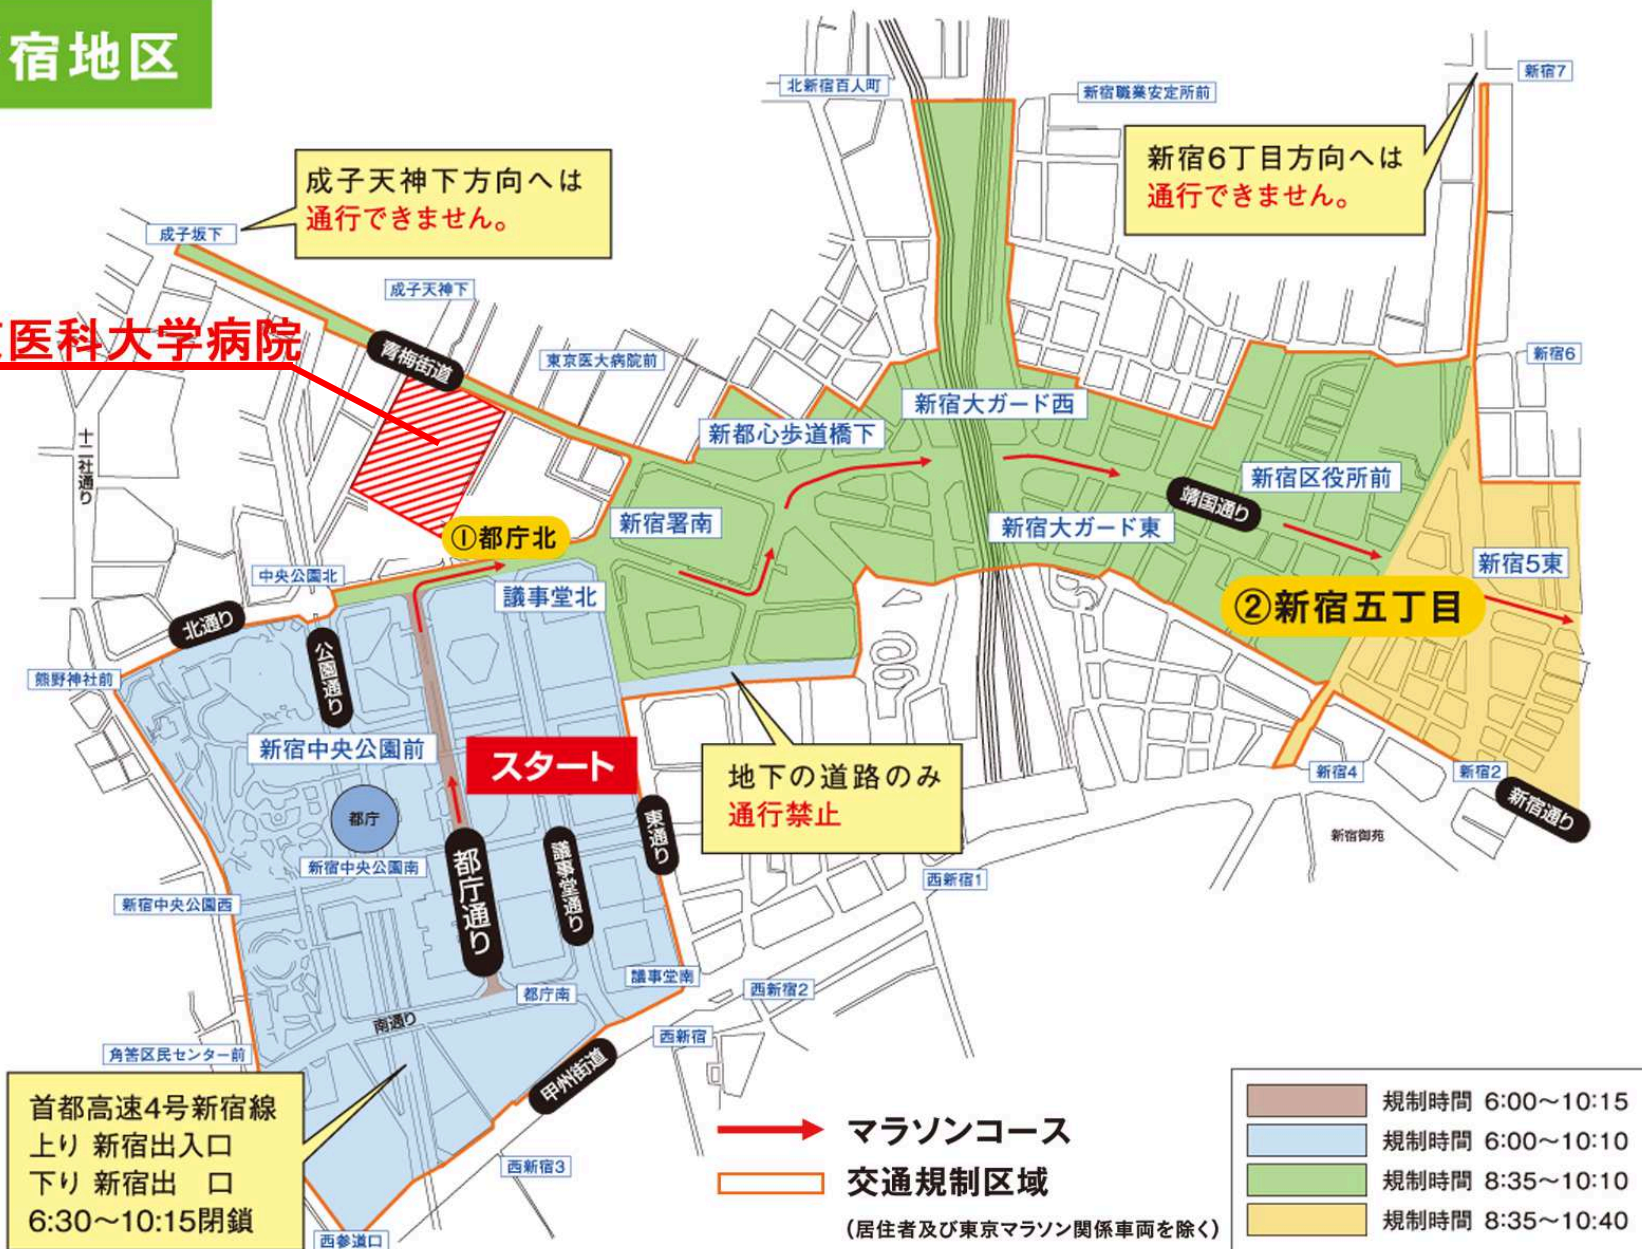 宿地区
北新宿百人町
新宿職業安定所前
新宿7
成子天神下方向へは
通行できません。
新宿6丁目方向へは
通行できません。
成子坂下
成子天神下
医科大学病院
青梅街道
東京医大病院前
新宿6
新宿大ガード西
新都心歩道橋下
十二社通り
新宿区役所前
靖国通り
新宿署南
新宿大ガード東
①都庁北
新宿5東
中央公園北
議事堂北
②新宿五丁目
北通り
公園通り
熊野神社前
新宿中央公園前
スタート
地下の道路のみ
通行禁止
新宿4
新宿2
新宿通り
都庁
東通り
新宿御苑
新宿中央公園南
都庁通り
議事堂通り
西新宿1
新宿中央公園西
議事堂南
都庁南
西新宿2
南通り
西新宿
角筈区民センター前
甲州街道
首都高速4号新宿線
上り 新宿出入口
下り 新宿出 口
6:30～10:15閉鎖
西新宿3
西参道口
マラソンコース
交通規制区域
(居住者及び東京マラソン関係車両を除く)
規制時間 6:00～10:15
規制時間 6:00～10:10
規制時間 8:35～10:10
規制時間 8:35～10:40